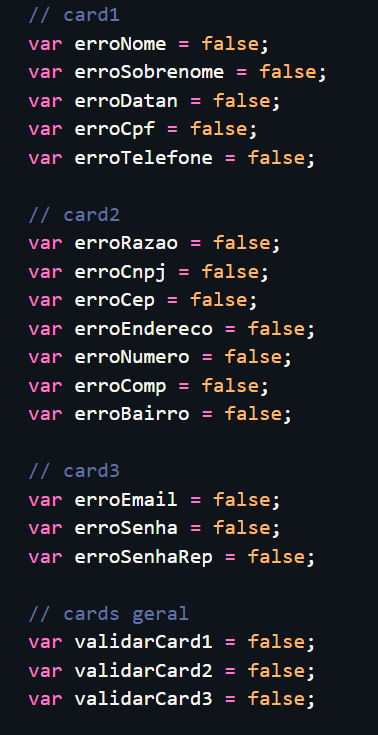 // card1
var erroNome = false;
var erroSobrenome = false;
var erroDatan = false;
var erroCpf = false;
var erroTelefone = false;

// card2
var erroRazao = false;
var erroCnpj = false;
var erroCep = false;
var erroEndereco = false;
var erroNumero = false;
var erroComp = false;
var erroBairro = false;

// card3
var erroEmail = false;
var erroSenha = false;
var erroSenhaRep = false;

// cards geral
var validarCard1 = false;
var validarCard2 = false;
var validarCard3 = false;